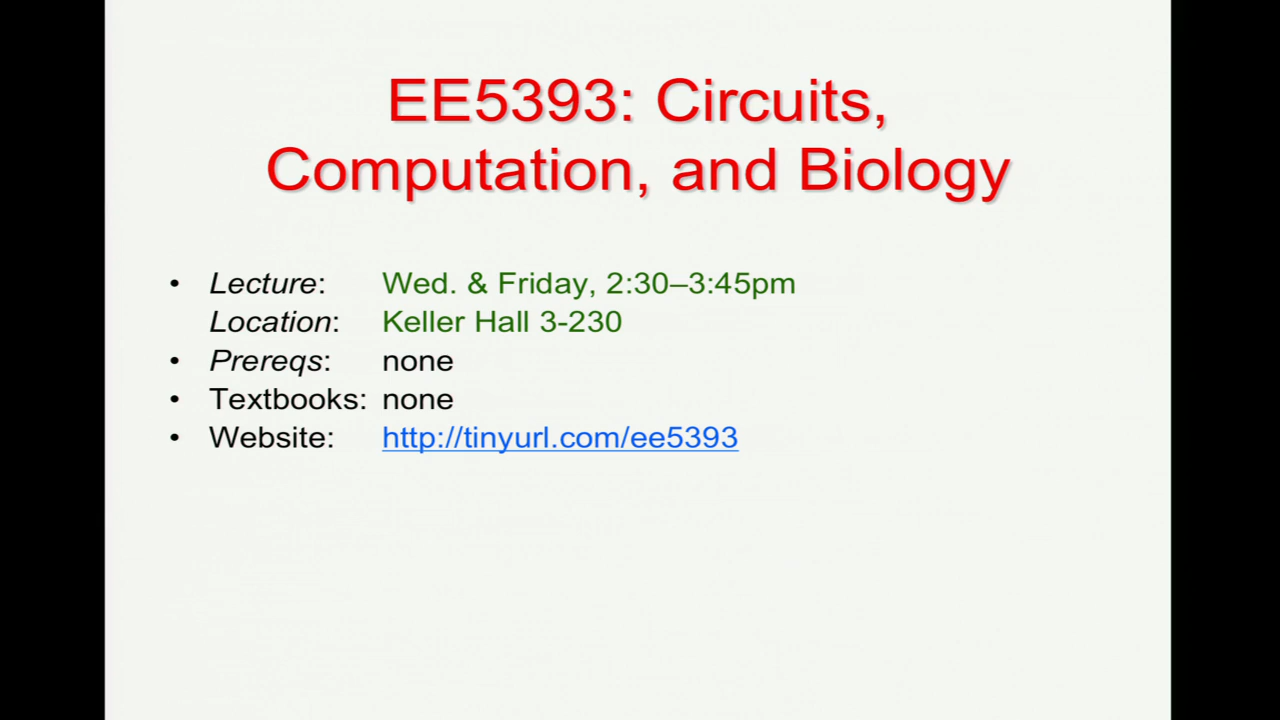 EE5393: Circuits,
Computation, and Biology
• Lecture: Wed. & Friday, 2:30–3:45pm
Location: Keller Hall 3-230
• Prereqs: none
• Textbooks: none
• Website: http://tinyurl.com/ee5393